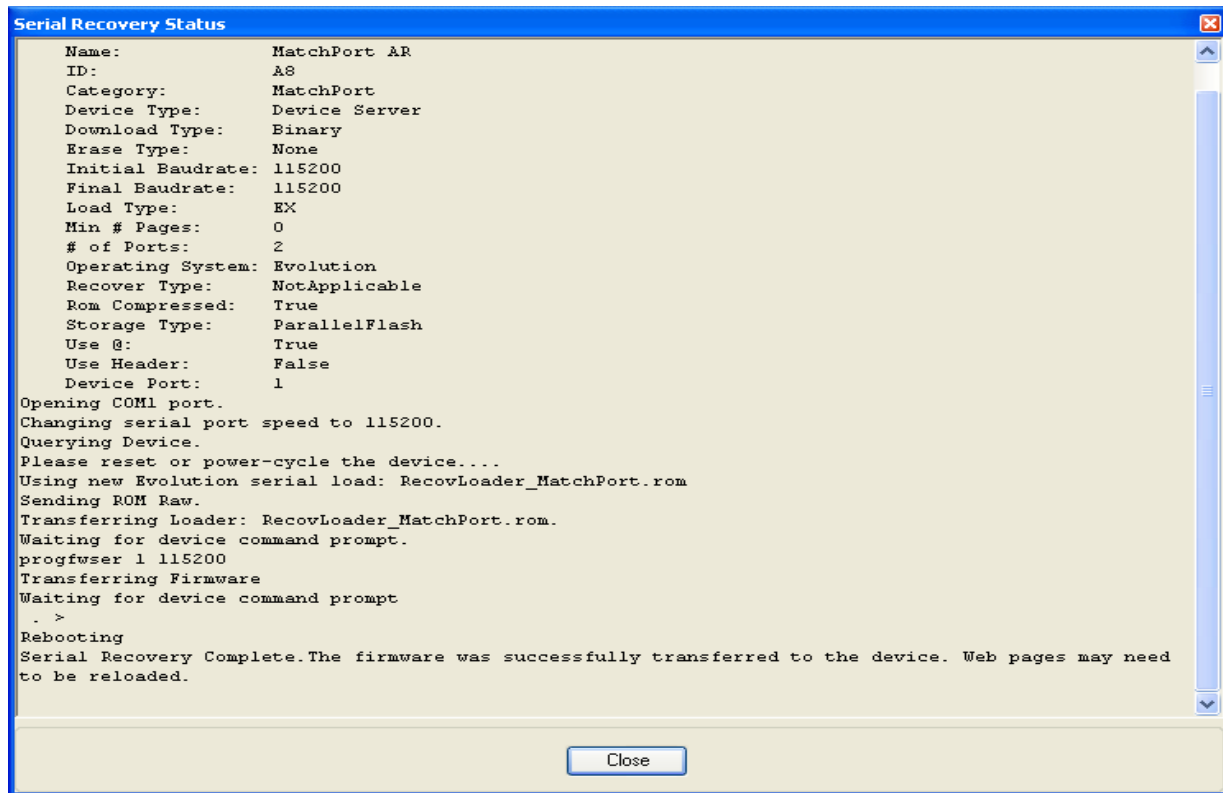 Serial Recovery Status
Name: MatchPort AR
ID: A8
Category: MatchPort
Device Type: Device Server
Download Type: Binary
Erase Type: None
Initial Baudrate: 115200
Final Baudrate: 115200
Load Type: EX
Min # Pages: 0
# of Ports: 2
Operating System: Evolution
Recover Type: NotApplicable
Rom Compressed: True
Storage Type: ParallelFlash
Use @: True
Use Header: False
Device Port: 1
Opening COM1 port.
Changing serial port speed to 115200.
Querying Device.
Please reset or power-cycle the device....
Using new Evolution serial load: RecovLoader_MatchPort.rom
Sending ROM Raw.
Transferring Loader: RecovLoader_MatchPort.rom.
Waiting for device command prompt.
progfwser 1 115200
Transferring Firmware
Waiting for device command prompt
. >
Rebooting
Serial Recovery Complete.The firmware was successfully transferred to the device. Web pages may need
to be reloaded.
Close